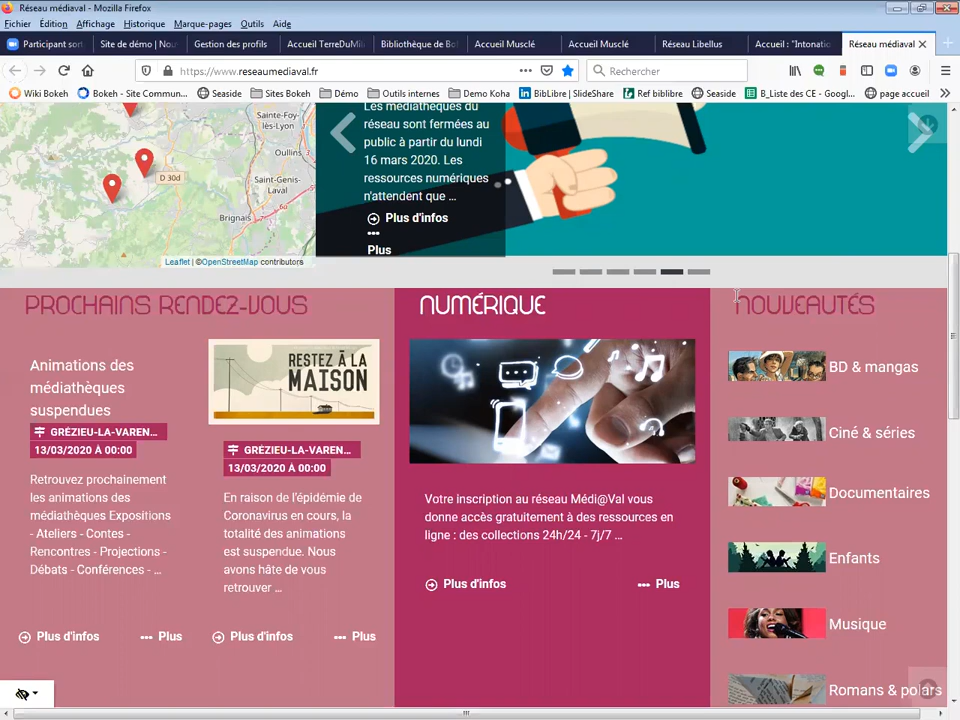 Réseau médiaval - Mozilla Firefox
Fichier Édition Affichage Historique Marque-pages Outils Aide
Participant sort Site de démo | Nou Gestion des profils Accueil TerreDuMil Bibliothèque de Bo Accueil Musclé Accueil Musclé Réseau Libellus Accueil : "Intonatio Réseau médiaval
https://www.reseaumediaval.fr
Rechercher
Wiki Bokeh Bokeh - Site Commun... Seaside Sites Bokeh Démo Outils internes Demo Koha BibLibre | SlideShare Ref biblibre Seaside B_Liste des CE - Googl... page accueil
Sainte-Foy-lès-Lyon
Oullins
D 30d
Saint-Genis-Laval
Brignais
Leaflet | ©OpenStreetMap contributors
Les médiathèques du
réseau sont fermées au
public à partir du lundi
16 mars 2020. Les
ressources numériques
n'attendent que ...
Plus d'infos
Plus
PROCHAINS RENDEZ-VOUS
Animations des
médiathèques
suspendues
GRÉZIEU-LA-VAREN...
13/03/2020 À 00:00
Retrouvez prochainement
les animations des
médiathèques Expositions
- Ateliers - Contes -
Rencontres - Projections -
Débats - Conférences - ...
Plus d'infos
Plus
RESTEZ À LA
MAISON
GRÉZIEU-LA-VAREN...
13/03/2020 À 00:00
En raison de l'épidémie de
Coronavirus en cours, la
totalité des animations
est suspendue. Nous
avons hâte de vous
retrouver ...
Plus d'infos
Plus
NUMÉRIQUE
Votre inscription au réseau Médi@Val vous
donne accès gratuitement à des ressources en
ligne : des collections 24h/24 - 7j/7 ...
Plus d'infos
Plus
NOUVEAUTÉS
BD & mangas
Ciné & séries
Documentaires
Enfants
Musique
Romans & polars